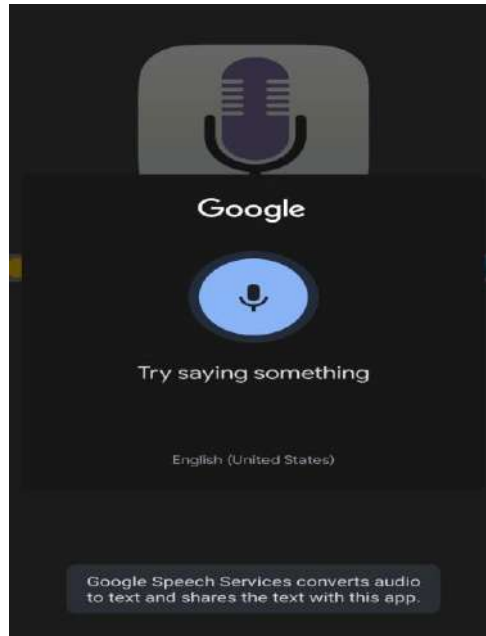 Google
Try saying something
English (United States)
Google Speech Services converts audio
to text and shares the text with this app.